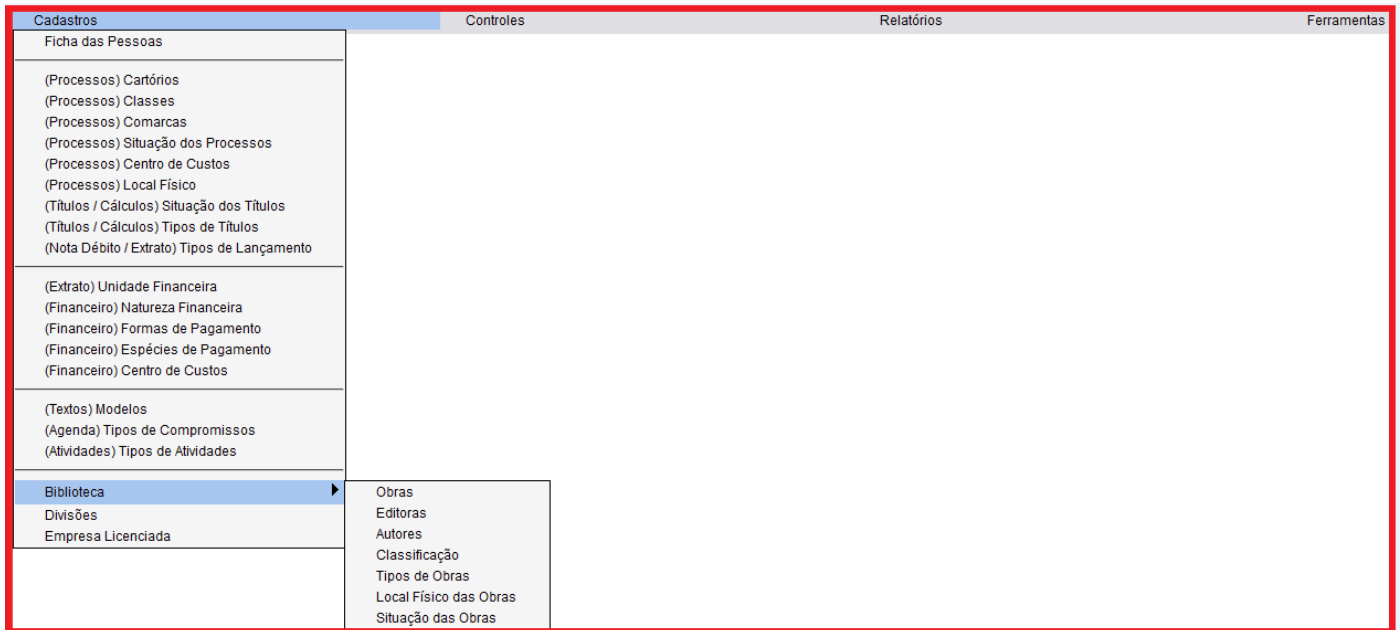 Cadastros Controles Relatórios Ferramentas
Ficha das Pessoas
(Processos) Cartórios
(Processos) Classes
(Processos) Comarcas
(Processos) Situação dos Processos
(Processos) Centro de Custos
(Processos) Local Físico
(Títulos / Cálculos) Situação dos Títulos
(Títulos / Cálculos) Tipos de Títulos
(Nota Débito / Extrato) Tipos de Lançamento
(Extrato) Unidade Financeira
(Financeiro) Natureza Financeira
(Financeiro) Formas de Pagamento
(Financeiro) Espécies de Pagamento
(Financeiro) Centro de Custos
(Textos) Modelos
(Agenda) Tipos de Compromissos
(Atividades) Tipos de Atividades
Biblioteca
Divisões
Empresa Licenciada
Obras
Editoras
Autores
Classificação
Tipos de Obras
Local Físico das Obras
Situação das Obras